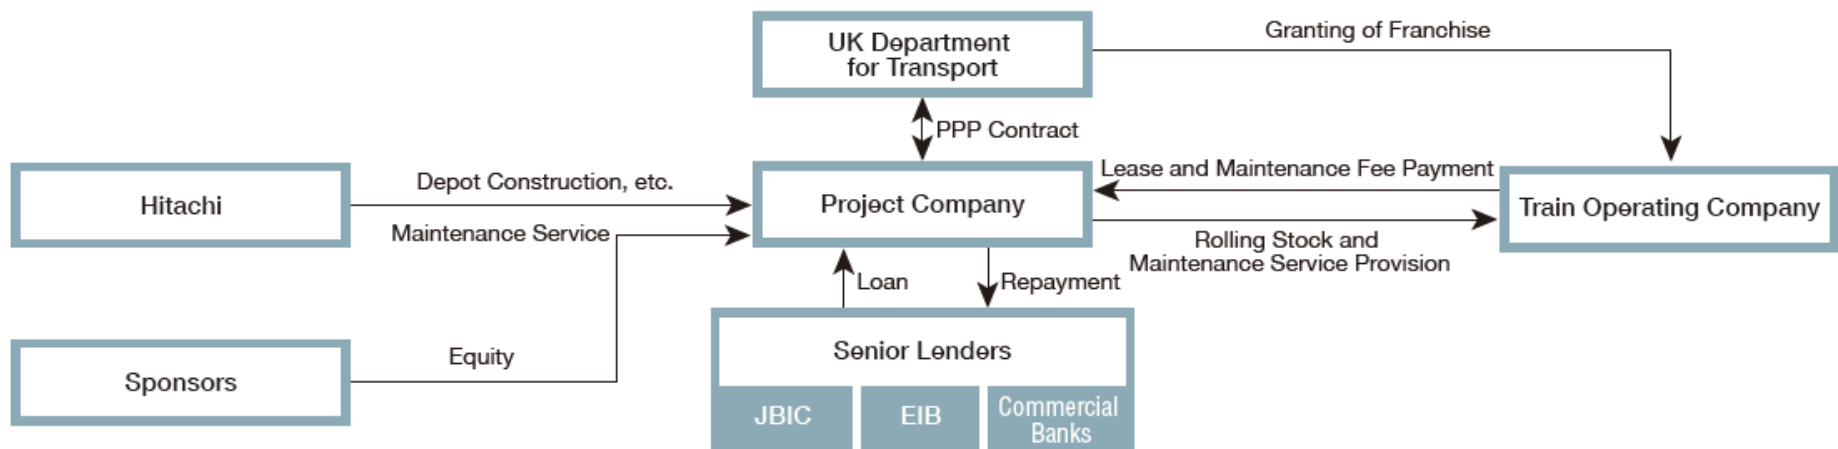 UK Department
for Transport
Granting of Franchise
PPP Contract
Hitachi
Depot Construction, etc.
Maintenance Service
Project Company
Lease and Maintenance Fee Payment
Rolling Stock and
Maintenance Service Provision
Train Operating Company
Loan
Repayment
Sponsors
Equity
Senior Lenders
JBIC
EIB
Commercial
Banks